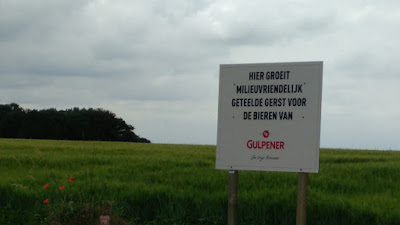 HIER GROEIT
'MILIEUVRIENDELIJK'
GETEELDE GERST VOOR
DE BIEREN VAN
GULPENER